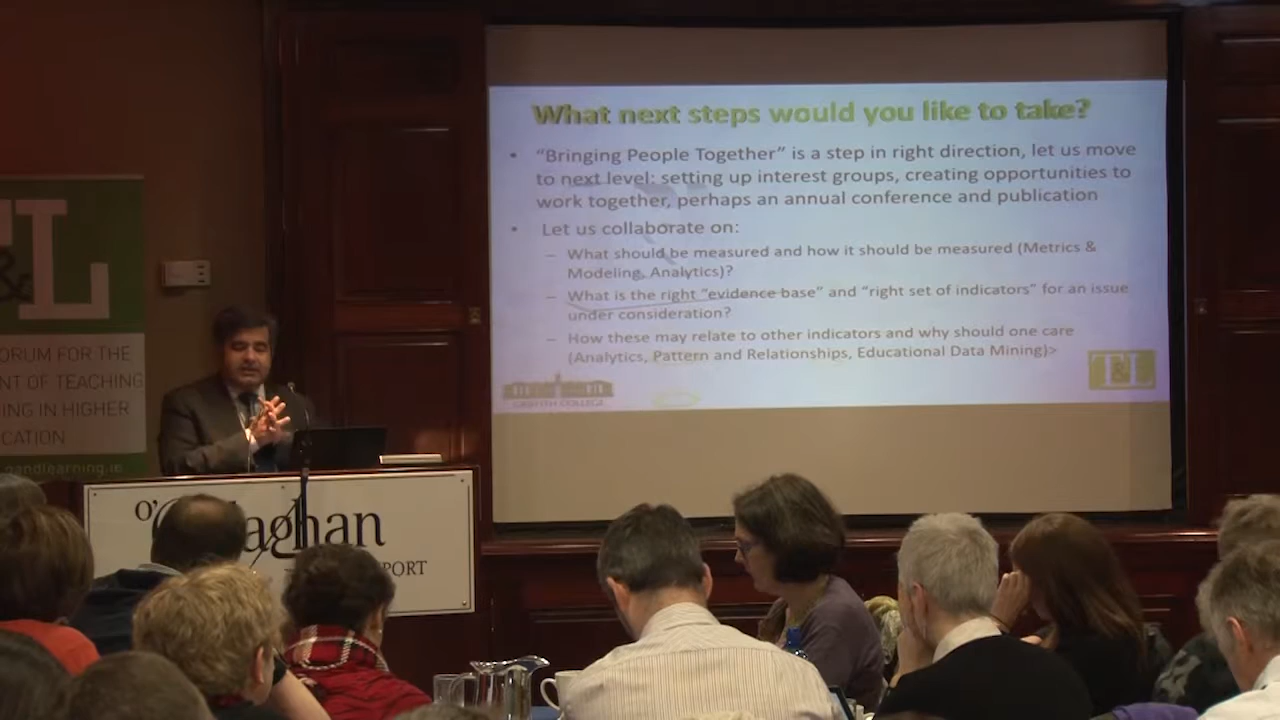 What next steps would you like to take?
• “Bringing People Together” is a step in right direction, let us move
to next level: setting up interest groups, creating opportunities to
work together, perhaps an annual conference and publication
• Let us collaborate on:
– What should be measured and how it should be measured (Metrics &
Modeling, Analytics)?
– What is the right “evidence base” and “right set of indicators” for an issue
under consideration?
– How these may relate to other indicators and why should one care
(Analytics, Pattern and Relationships, Educational Data Mining)>
GRIFFITH COLLEGE
T&L
&L
ORUM FOR THE
NT OF TEACHING
ING IN HIGHER
CATION
gandlearning.ie
PORT